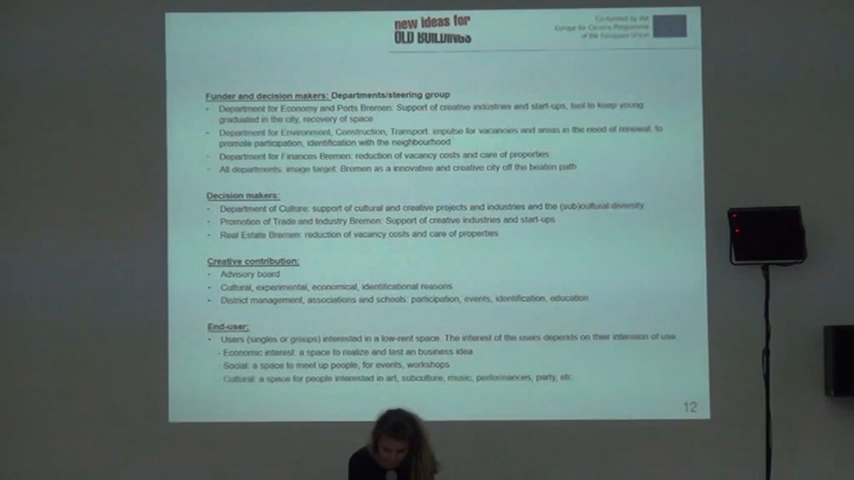 new ideas for
OLD BUILDINGS
Co-funded by the
Europe for Citizens Programme
of the European Union
Funder and decision makers: Departments/steering group
- Department for Economy and Ports Bremen: Support of creative industries and start-ups, tool to keep young
graduated in the city, recovery of space
- Department for Environment, Construction, Transport: impulse for vacancies and areas in the need of renewal, to
promote participation, identification with the neighbourhood
- Department for Finances Bremen: reduction of vacancy costs and care of properties
- All departments: image target: Bremen as a innovative and creative city off the beaten path
Decision makers:
- Department of Culture: support of cultural and creative projects and industries and the (sub)cultural diversity
- Promotion of Trade and Industry Bremen: Support of creative industries and start-ups
- Real Estate Bremen: reduction of vacancy costs and care of properties
Creative contribution:
- Advisory board
- Cultural, experimental, economical, identificational reasons
- District management, associations and schools: participation, events, identification, education
End-user:
- Users (singles or groups) interested in a low-rent space. The interest of the users depends on their intension of use.
- Economic interest: a space to realize and test an business idea
- Social: a space to meet up people, for events, workshops
- Cultural: a space for people interested in art, subculture, music, performances, party, etc.
12